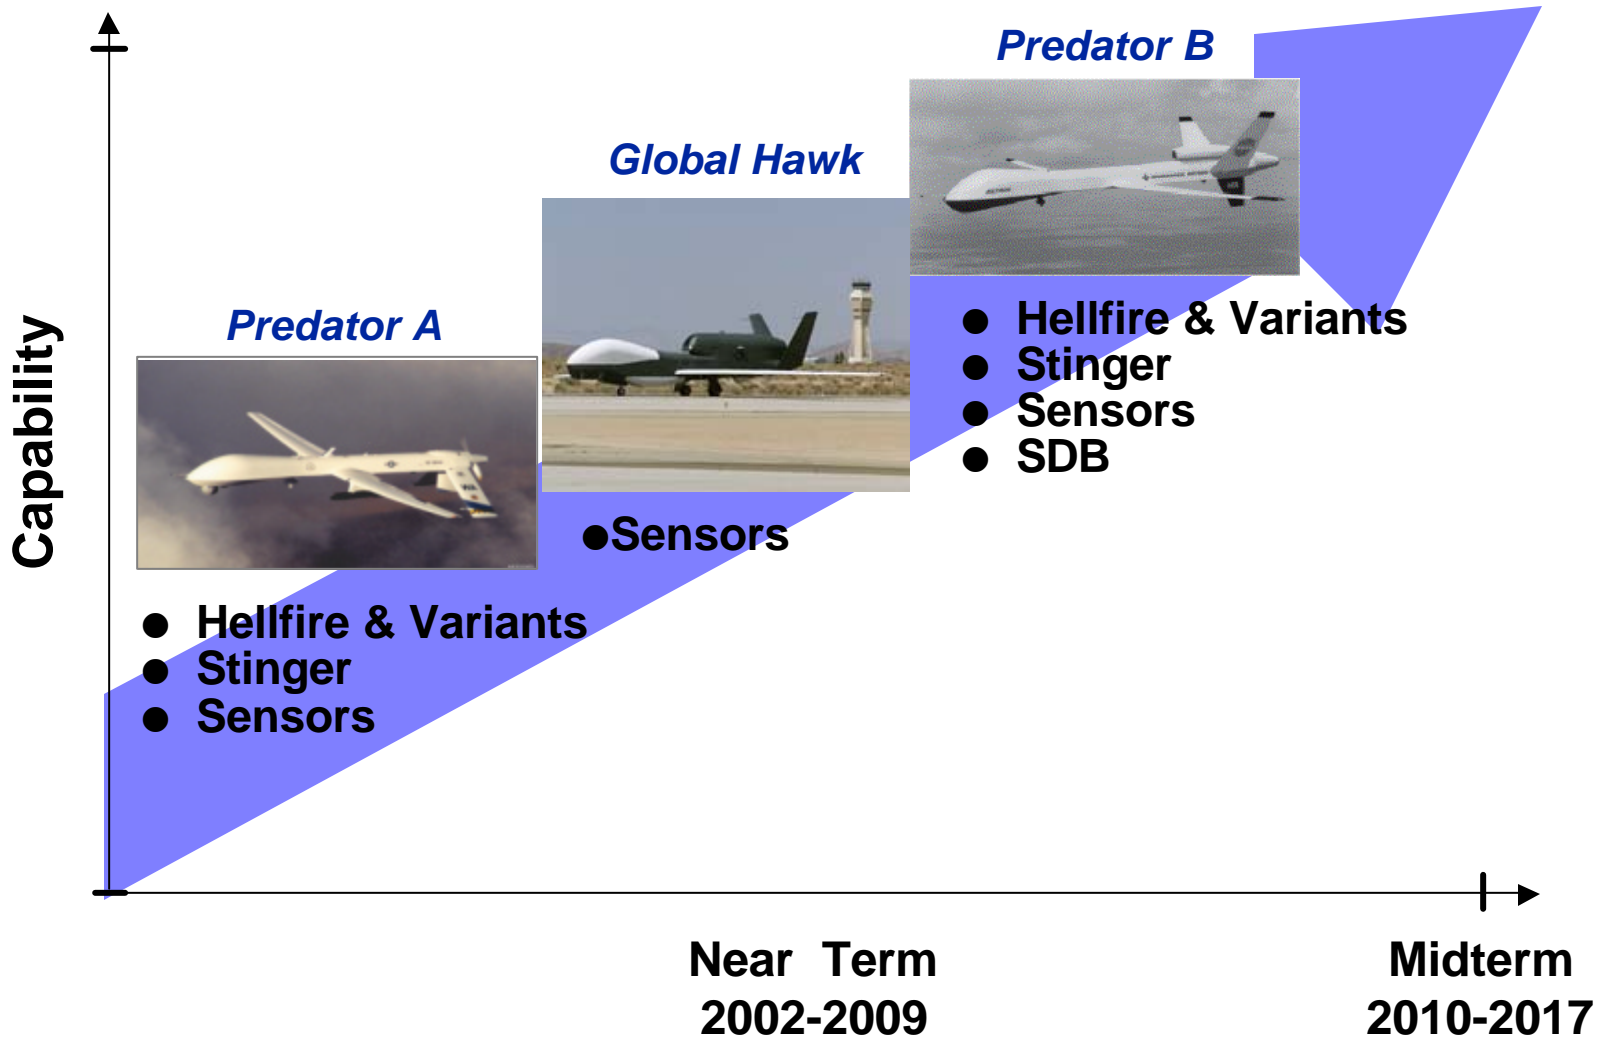 Predator B
Global Hawk
Predator A
Capability
● Hellfire & Variants
● Stinger
● Sensors
● SDB
●Sensors
● Hellfire & Variants
● Stinger
● Sensors
Near Term
2002-2009
Midterm
2010-2017